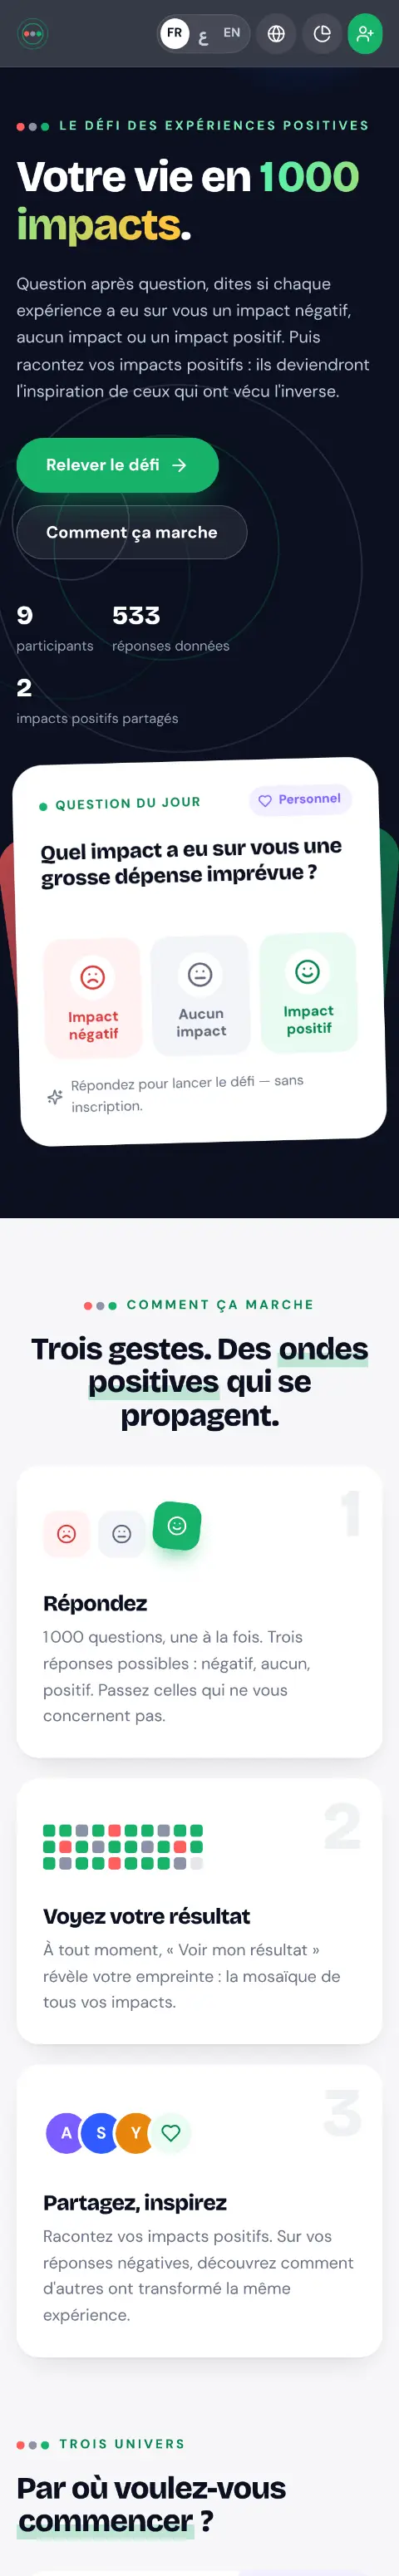 FR ع EN
LE DÉFI DES EXPÉRIENCES POSITIVES
Votre vie en 1000
impacts.
Question après question, dites si chaque
expérience a eu sur vous un impact négatif,
aucun impact ou un impact positif. Puis
racontez vos impacts positifs : ils deviendront
l'inspiration de ceux qui ont vécu l'inverse.
Relever le défi
Comment ça marche
9
participants
533
réponses données
2
impacts positifs partagés
QUESTION DU JOUR
Personnel
Quel impact a eu sur vous une
grosse dépense imprévue ?
Impact
négatif
Aucun
impact
Impact
positif
Répondez pour lancer le défi — sans
inscription.
COMMENT ÇA MARCHE
Trois gestes. Des ondes
positives qui se
propagent.
1
Répondez
1000 questions, une à la fois. Trois
réponses possibles : négatif, aucun,
positif. Passez celles qui ne vous
concernent pas.
2
Voyez votre résultat
À tout moment, « Voir mon résultat »
révèle votre empreinte : la mosaïque de
tous vos impacts.
3
A S Y
Partagez, inspirez
Racontez vos impacts positifs. Sur vos
réponses négatives, découvrez comment
d'autres ont transformé la même
expérience.
TROIS UNIVERS
Par où voulez-vous
commencer ?